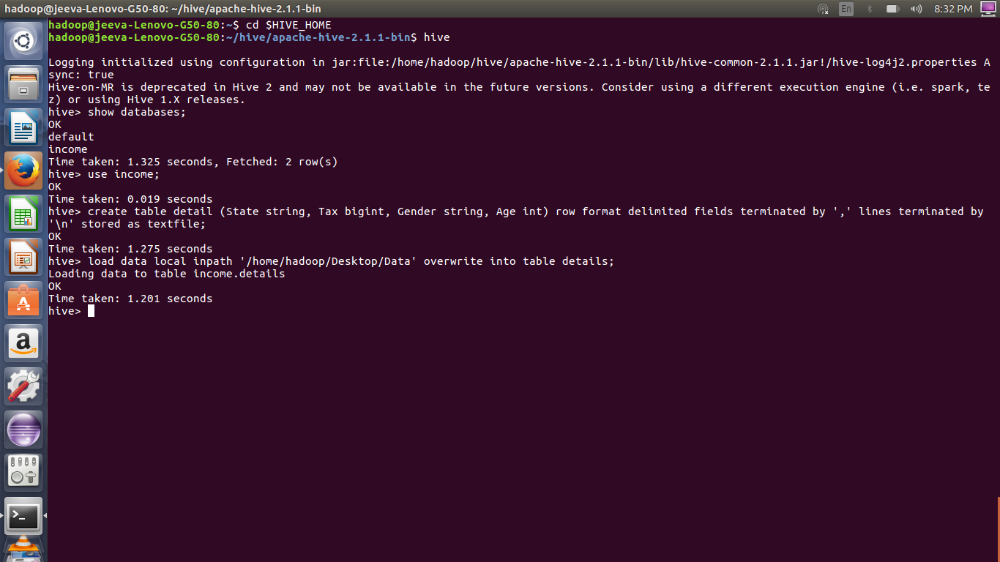 hadoop@jeeva-Lenovo-G50-80: ~/hive/apache-hive-2.1.1-bin
En
8:32 PM
hadoop@jeeva-Lenovo-G50-80:~$ cd $HIVE_HOME
hadoop@jeeva-Lenovo-G50-80:~/hive/apache-hive-2.1.1-bin$ hive
Logging initialized using configuration in jar:file:/home/hadoop/hive/apache-hive-2.1.1-bin/lib/hive-common-2.1.1.jar!/hive-log4j2.properties A
sync: true
Hive-on-MR is deprecated in Hive 2 and may not be available in the future versions. Consider using a different execution engine (i.e. spark, te
z) or using Hive 1.X releases.
hive> show databases;
OK
default
income
Time taken: 1.325 seconds, Fetched: 2 row(s)
hive> use income;
OK
Time taken: 0.019 seconds
hive> create table detail (State string, Tax bigint, Gender string, Age int) row format delimited fields terminated by ',' lines terminated by
'\n' stored as textfile;
OK
Time taken: 1.275 seconds
hive> load data local inpath '/home/hadoop/Desktop/Data' overwrite into table details;
Loading data to table income.details
OK
Time taken: 1.201 seconds
hive>